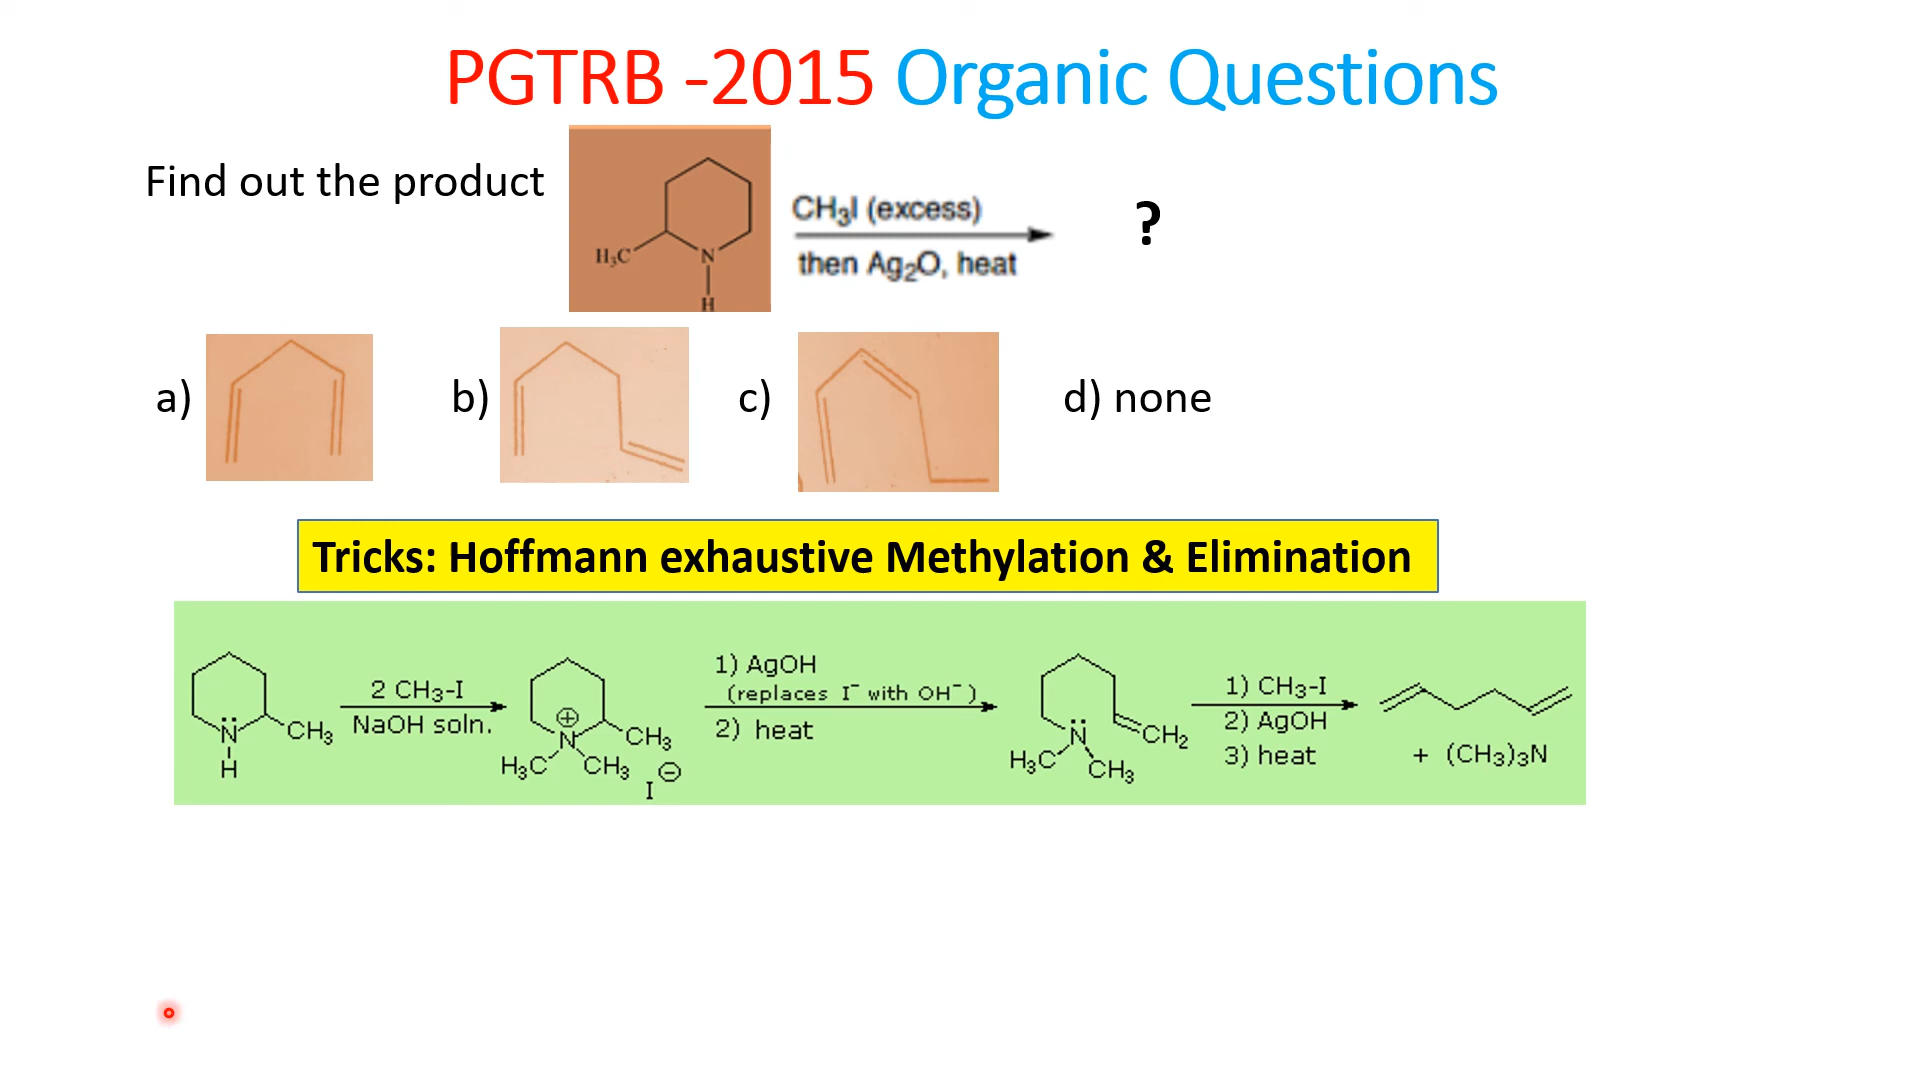 PGTRB -2015 Organic Questions
Find out the product
H₃C
N
H
CH₃I (excess)
then Ag₂O, heat
?
a)
b)
c)
d) none
Tricks: Hoffmann exhaustive Methylation & Elimination
N
H
CH₃
2 CH₃-I
NaOH soln.
⊕
N
CH₃
H₃C
CH₃
I⊖
1) AgOH
(replaces I⁻ with OH⁻)
2) heat
N
CH₂
H₃C
CH₃
1) CH₃-I
2) AgOH
3) heat
+ (CH₃)₃N